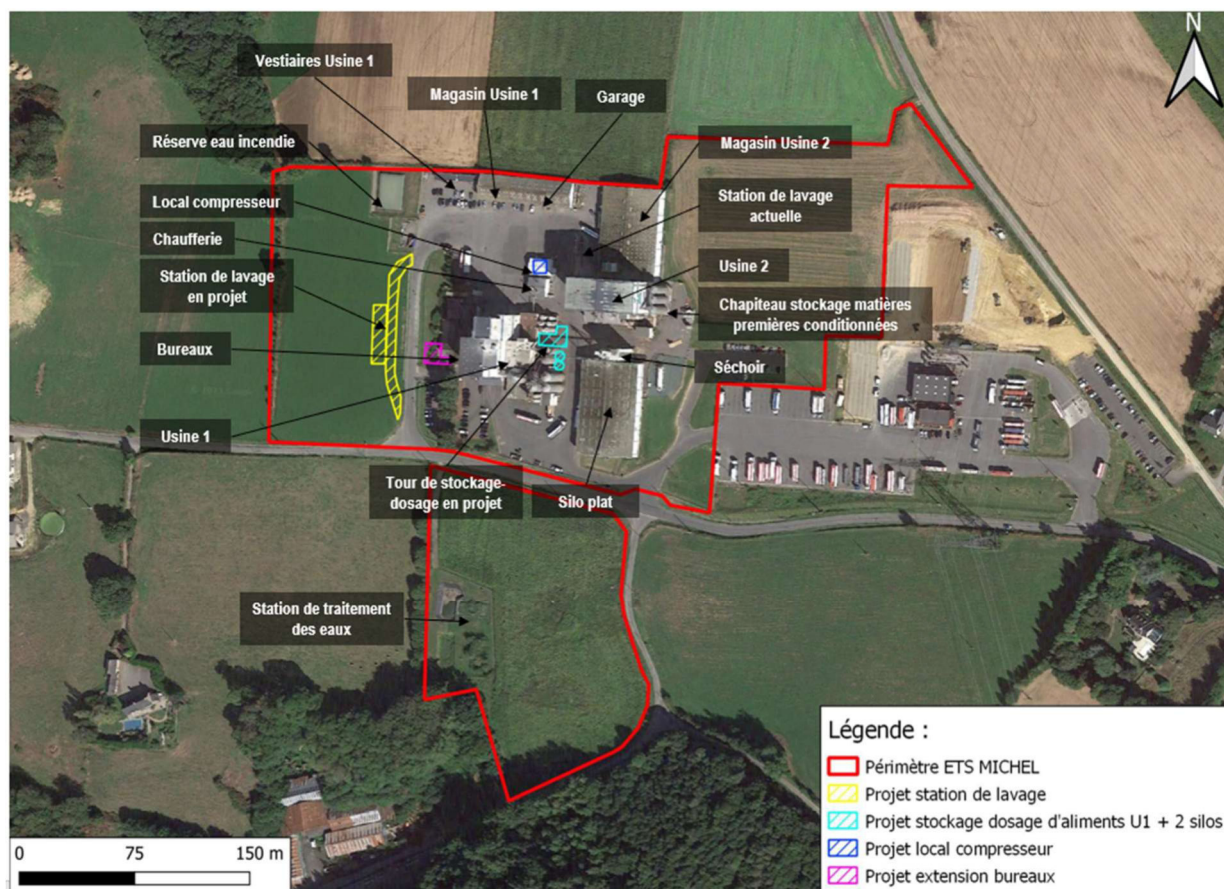 N
Vestiaires Usine 1
Magasin Usine 1
Garage
Réserve eau incendie
Magasin Usine 2
Local compresseur
Station de lavage
actuelle
Chaufferie
Station de lavage
en projet
Usine 2
Chapiteau stockage matières
premières conditionnées
Bureaux
Séchoir
Usine 1
Tour de stockage-
dosage en projet
Silo plat
Station de traitement
des eaux
Légende :
Périmètre ETS MICHEL
Projet station de lavage
Projet stockage dosage d'aliments U1 + 2 silos
Projet local compresseur
Projet extension bureaux
0 75 150 m